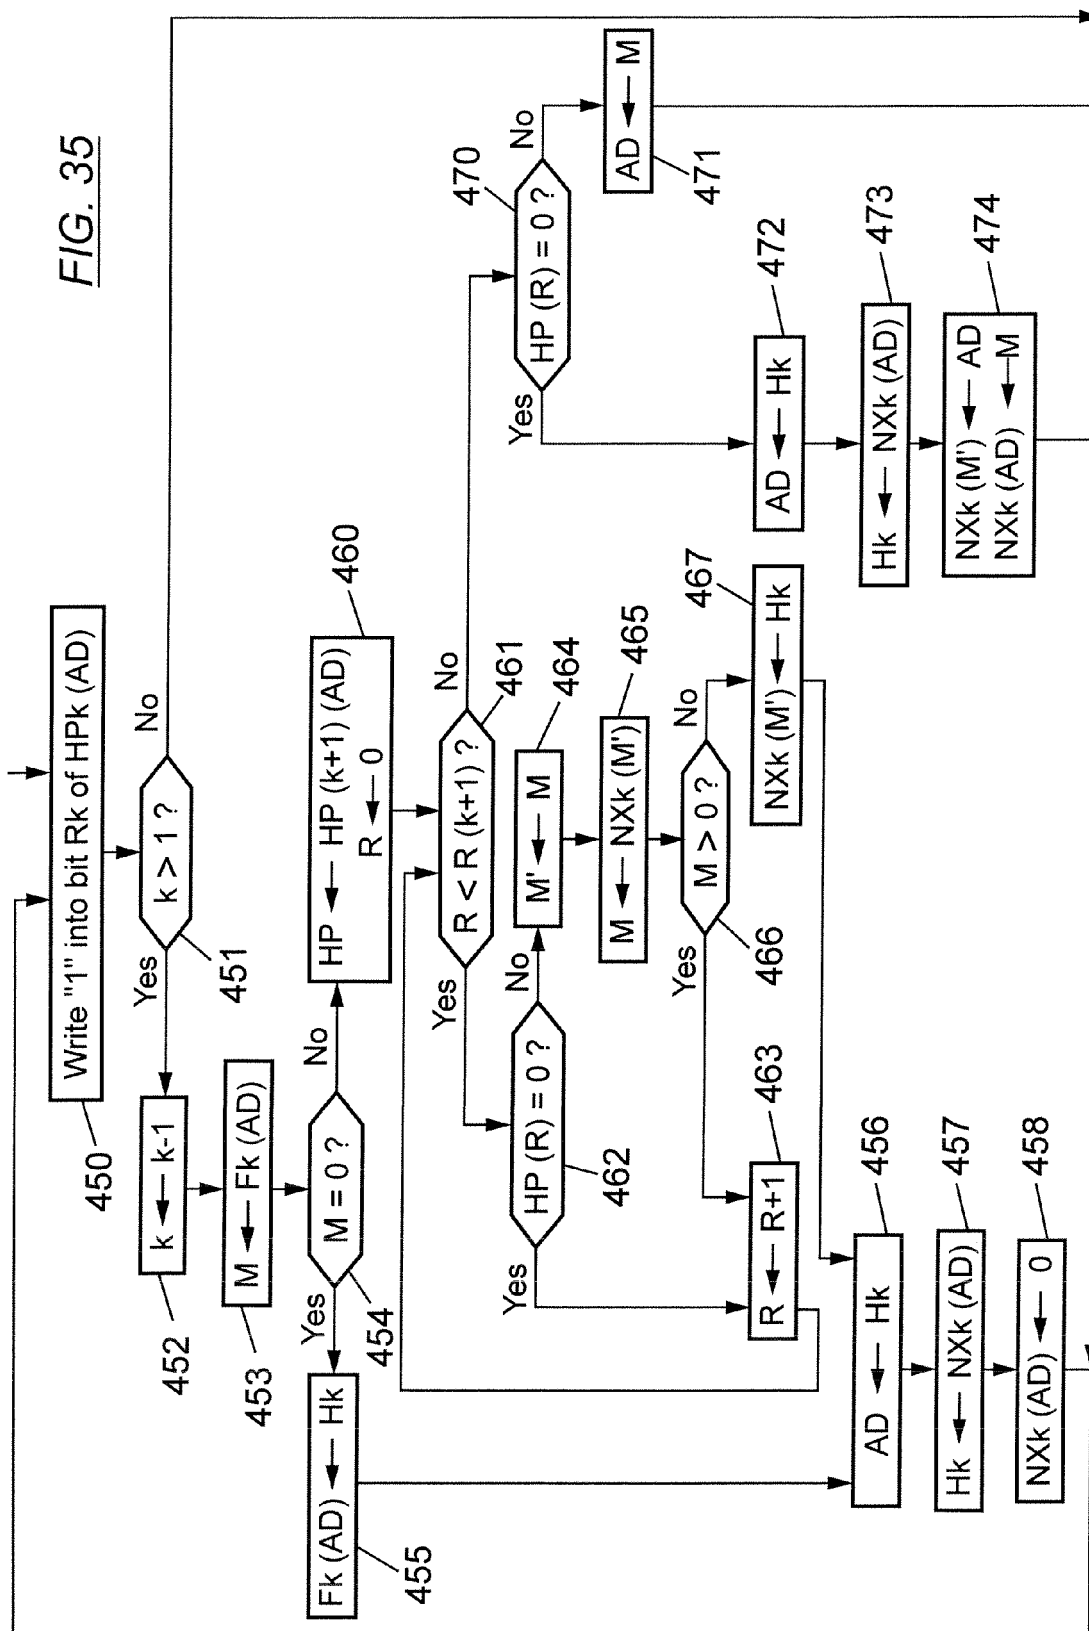 FIG. 35
Write "1" into bit Rk of HPk (AD)
450
k > 1 ?
451
Yes
No
k ← k-1
452
M ← Fk (AD)
453
M = 0 ?
454
Yes
No
Fk (AD) ← Hk
455
HP ← HP (k+1) (AD)
R ← 0
460
R < R (k+1) ?
461
Yes
No
HP (R) = 0 ?
462
Yes
No
M' ← M
464
M ← NXk (M')
465
M > 0 ?
466
Yes
No
R ← R+1
463
NXk (M') ← Hk
467
AD ← Hk
456
Hk ← NXk (AD)
457
NXk (AD) ← 0
458
HP (R) = 0 ?
470
Yes
No
AD ← M
471
AD ← Hk
472
Hk ← NXk (AD)
473
NXk (M') ← AD
NXk (AD) ← M
474